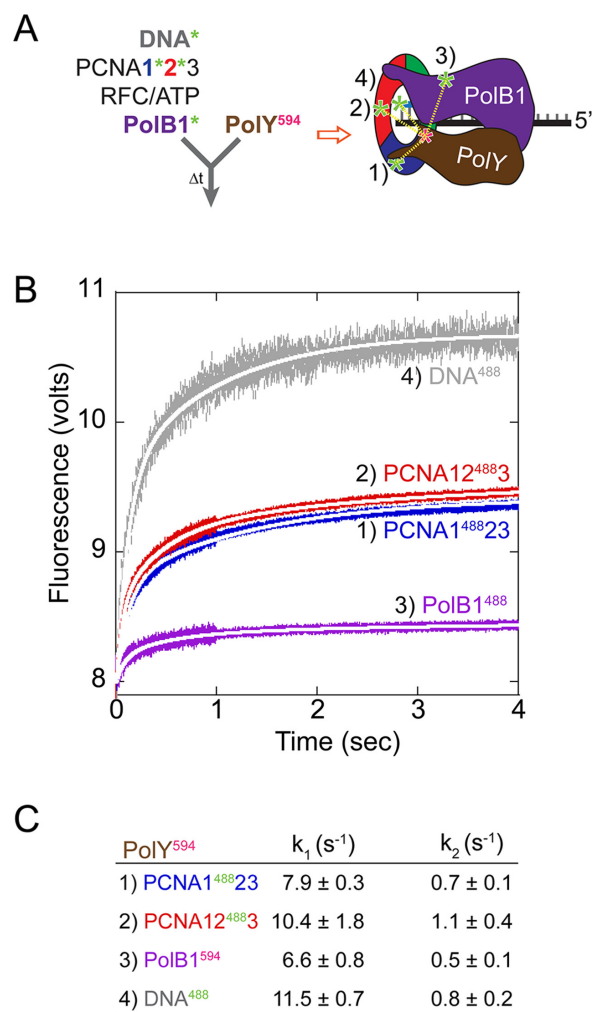 A
DNA*
PCNA1*2*3
RFC/ATP
PolB1* PolY594
Δt
3)
4)
2)
1)
PolB1
PolY
5’
B
11
10
9
8
0 1 2 3 4
Fluorescence (volts)
Time (sec)
4) DNA488
2) PCNA124883
1) PCNA148823
3) PolB1488
C
PolY594 k1 (s-1) k2 (s-1)
1) PCNA148823 7.9 ± 0.3 0.7 ± 0.1
2) PCNA124883 10.4 ± 1.8 1.1 ± 0.4
3) PolB1594 6.6 ± 0.8 0.5 ± 0.1
4) DNA488 11.5 ± 0.7 0.8 ± 0.2